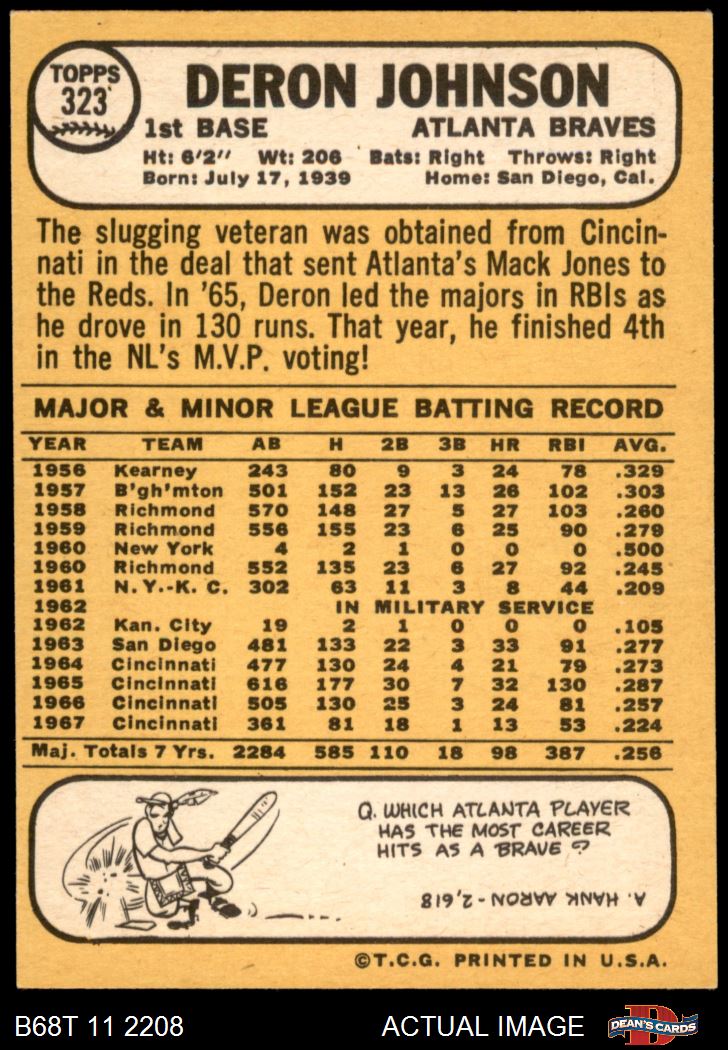 TOPPS
323
DERON JOHNSON
1st BASE ATLANTA BRAVES
Ht: 6'2" Wt: 206 Bats: Right Throws: Right
Born: July 17, 1939 Home: San Diego, Cal.
The slugging veteran was obtained from Cincin-
nati in the deal that sent Atlanta's Mack Jones to
the Reds. In '65, Deron led the majors in RBIs as
he drove in 130 runs. That year, he finished 4th
in the NL's M.V.P. voting!
MAJOR & MINOR LEAGUE BATTING RECORD
YEAR TEAM AB H 2B 3B HR RBI AVG.
1956 Kearney 243 80 9 3 24 78 .329
1957 B'gh'mton 501 152 23 13 26 102 .303
1958 Richmond 570 148 27 5 27 103 .260
1959 Richmond 556 155 23 6 25 90 .279
1960 New York 4 2 1 0 0 0 .500
1960 Richmond 552 135 23 6 27 92 .245
1961 N.Y.-K. C. 302 63 11 3 8 44 .209
1962 IN MILITARY SERVICE
1962 Kan. City 19 2 1 0 0 0 .105
1963 San Diego 481 133 22 3 33 91 .277
1964 Cincinnati 477 130 24 4 21 79 .273
1965 Cincinnati 616 177 30 7 32 130 .287
1966 Cincinnati 505 130 25 3 24 81 .257
1967 Cincinnati 361 81 18 1 13 53 .224
Maj. Totals 7 Yrs. 2284 585 110 18 98 387 .256
Q. WHICH ATLANTA PLAYER
HAS THE MOST CAREER
HITS AS A BRAVE?
A. HANK AARON - 2,618
©T.C.G. PRINTED IN U.S.A.
B68T 11 2208 ACTUAL IMAGE D DEAN'S CARDS